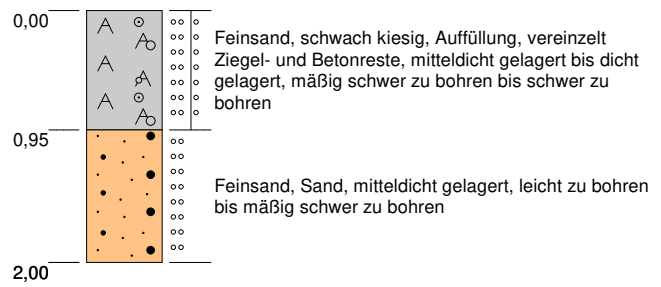 0,00
Feinsand, schwach kiesig, Auffüllung, vereinzelt
Ziegel- und Betonreste, mitteldicht gelagert bis dicht
gelagert, mäßig schwer zu bohren bis schwer zu
bohren
0,95
Feinsand, Sand, mitteldicht gelagert, leicht zu bohren
bis mäßig schwer zu bohren
2,00